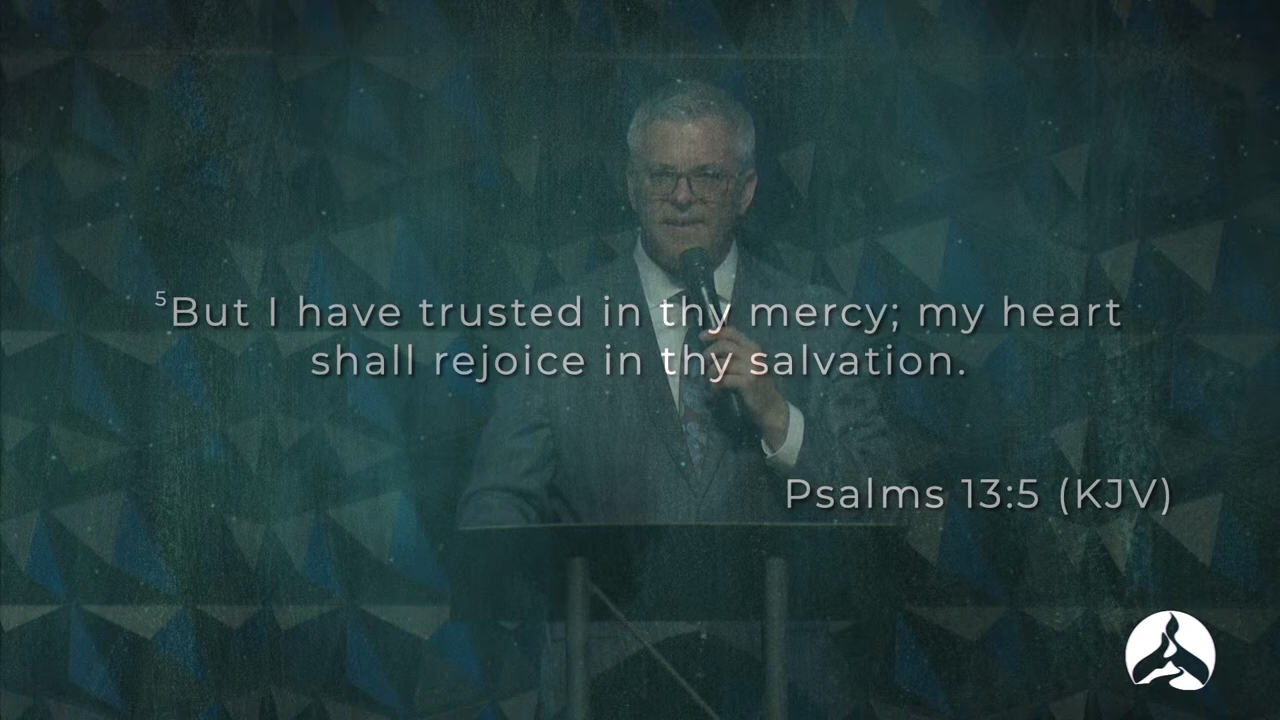 ⁵But I have trusted in thy mercy; my heart
shall rejoice in thy salvation.
Psalms 13:5 (KJV)